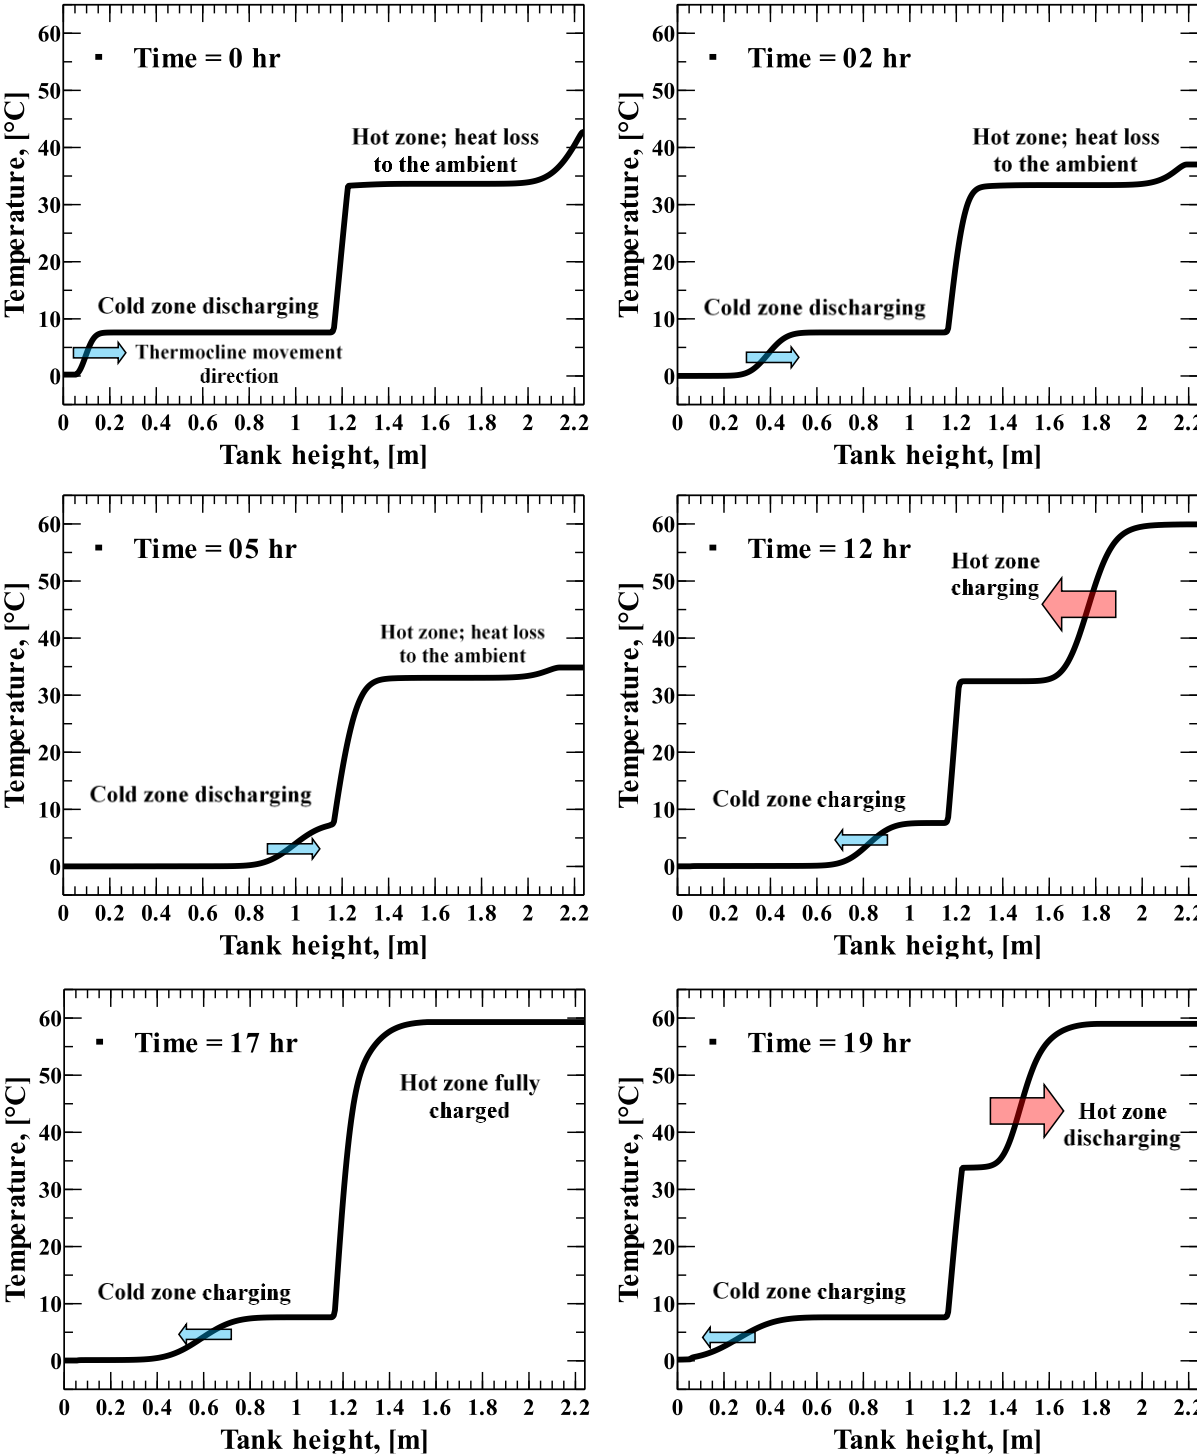 Time = 0 hr
Temperature, [°C]
60
50
40
30
20
10
0
Hot zone; heat loss
to the ambient
Cold zone discharging
Thermocline movement
direction
0 0.2 0.4 0.6 0.8 1 1.2 1.4 1.6 1.8 2 2.2
Tank height, [m]
Time = 02 hr
Temperature, [°C]
60
50
40
30
20
10
0
Hot zone; heat loss
to the ambient
Cold zone discharging
0 0.2 0.4 0.6 0.8 1 1.2 1.4 1.6 1.8 2 2.2
Tank height, [m]
Time = 05 hr
Temperature, [°C]
60
50
40
30
20
10
0
Hot zone; heat loss
to the ambient
Cold zone discharging
0 0.2 0.4 0.6 0.8 1 1.2 1.4 1.6 1.8 2 2.2
Tank height, [m]
Time = 12 hr
Temperature, [°C]
60
50
40
30
20
10
0
Hot zone
charging
Cold zone charging
0 0.2 0.4 0.6 0.8 1 1.2 1.4 1.6 1.8 2 2.2
Tank height, [m]
Time = 17 hr
Temperature, [°C]
60
50
40
30
20
10
0
Hot zone fully
charged
Cold zone charging
0 0.2 0.4 0.6 0.8 1 1.2 1.4 1.6 1.8 2 2.2
Tank height, [m]
Time = 19 hr
Temperature, [°C]
60
50
40
30
20
10
0
Hot zone
discharging
Cold zone charging
0 0.2 0.4 0.6 0.8 1 1.2 1.4 1.6 1.8 2 2.2
Tank height, [m]